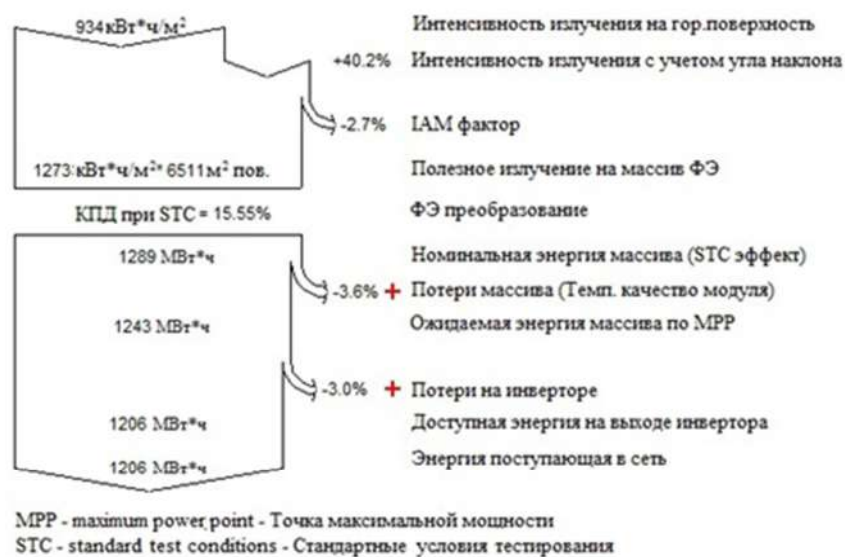 934кВт*ч/м² Интенсивность излучения на гор.поверхность
+40.2% Интенсивность излучения с учетом угла наклона
-2.7% IAM фактор
1273:кВт*ч/м²* 6511м² пов. Полезное излучение на массив ФЭ
КПД при STC = 15.55% ФЭ преобразование
1289 МВт*ч Номинальная энергия массива (STC эффект)
-3.6% + Потери массива (Темп. качество модуля)
1243 МВт*ч Ожидаемая энергия массива по MPP
-3.0% + Потери на инверторе
1206 МВт*ч Доступная энергия на выходе инвертора
1206 МВт*ч Энергия поступающая в сеть
MPP - maximum power point - Точка максимальной мощности
STC - standard test conditions - Стандартные условия тестирования